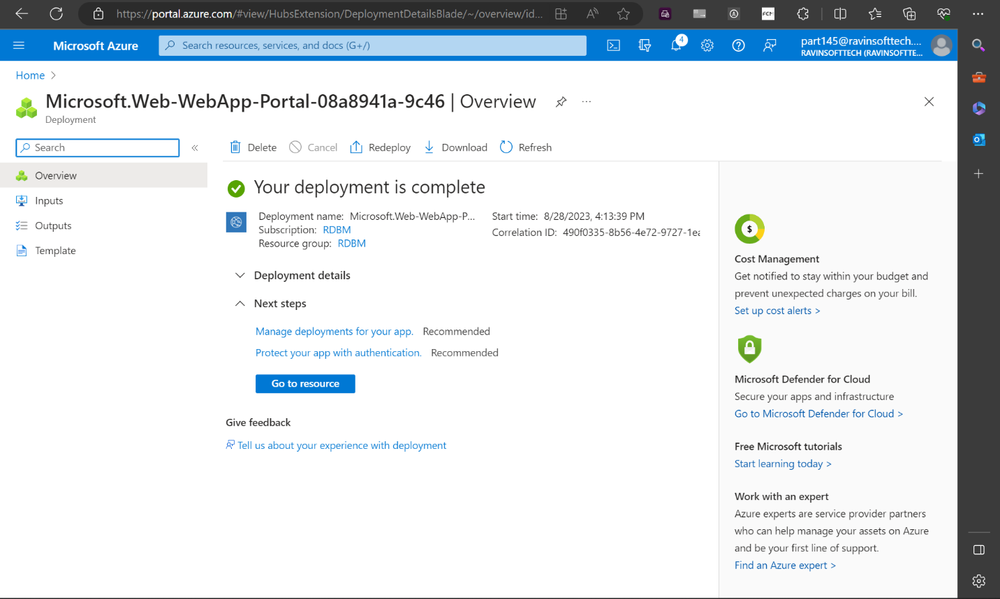 https://portal.azure.com/#view/HubsExtension/DeploymentDetailsBlade/~/overview/id...
FCM
Microsoft Azure
Search resources, services, and docs (G+/)
4
part145@ravinsofttech....
RAVINSOFTTECH (RAVINSOFTTE...
Home >
Microsoft.Web-WebApp-Portal-08a8941a-9c46 | Overview
Deployment
Search
Delete
Cancel
Redeploy
Download
Refresh
Overview
Inputs
Outputs
Template
Your deployment is complete
Deployment name: Microsoft.Web-WebApp-P...
Subscription: RDBM
Resource group: RDBM
Start time: 8/28/2023, 4:13:39 PM
Correlation ID: 490f0335-8b56-4e72-9727-1ea
Deployment details
Next steps
Manage deployments for your app. Recommended
Protect your app with authentication. Recommended
Go to resource
Give feedback
Tell us about your experience with deployment
$
Cost Management
Get notified to stay within your budget and
prevent unexpected charges on your bill.
Set up cost alerts >
Microsoft Defender for Cloud
Secure your apps and infrastructure
Go to Microsoft Defender for Cloud >
Free Microsoft tutorials
Start learning today >
Work with an expert
Azure experts are service provider partners
who can help manage your assets on Azure
and be your first line of support.
Find an Azure expert >